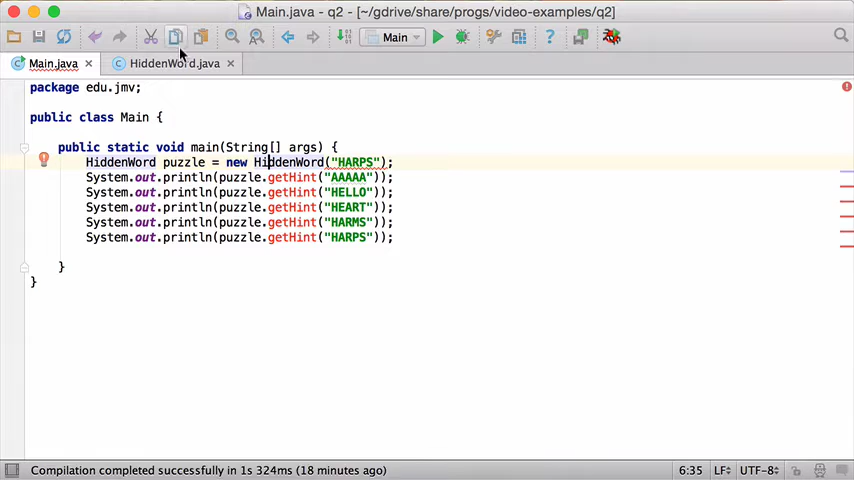 Main.java - q2 - [~/gdrive/share/progs/video-examples/q2]
Main
Main.java HiddenWord.java
package edu.jmv;
public class Main {
public static void main(String[] args) {
HiddenWord puzzle = new HiddenWord("HARPS");
System.out.println(puzzle.getHint("AAAAA"));
System.out.println(puzzle.getHint("HELLO"));
System.out.println(puzzle.getHint("HEART"));
System.out.println(puzzle.getHint("HARMS"));
System.out.println(puzzle.getHint("HARPS"));
}
}
Compilation completed successfully in 1s 324ms (18 minutes ago) 6:35 LF UTF-8